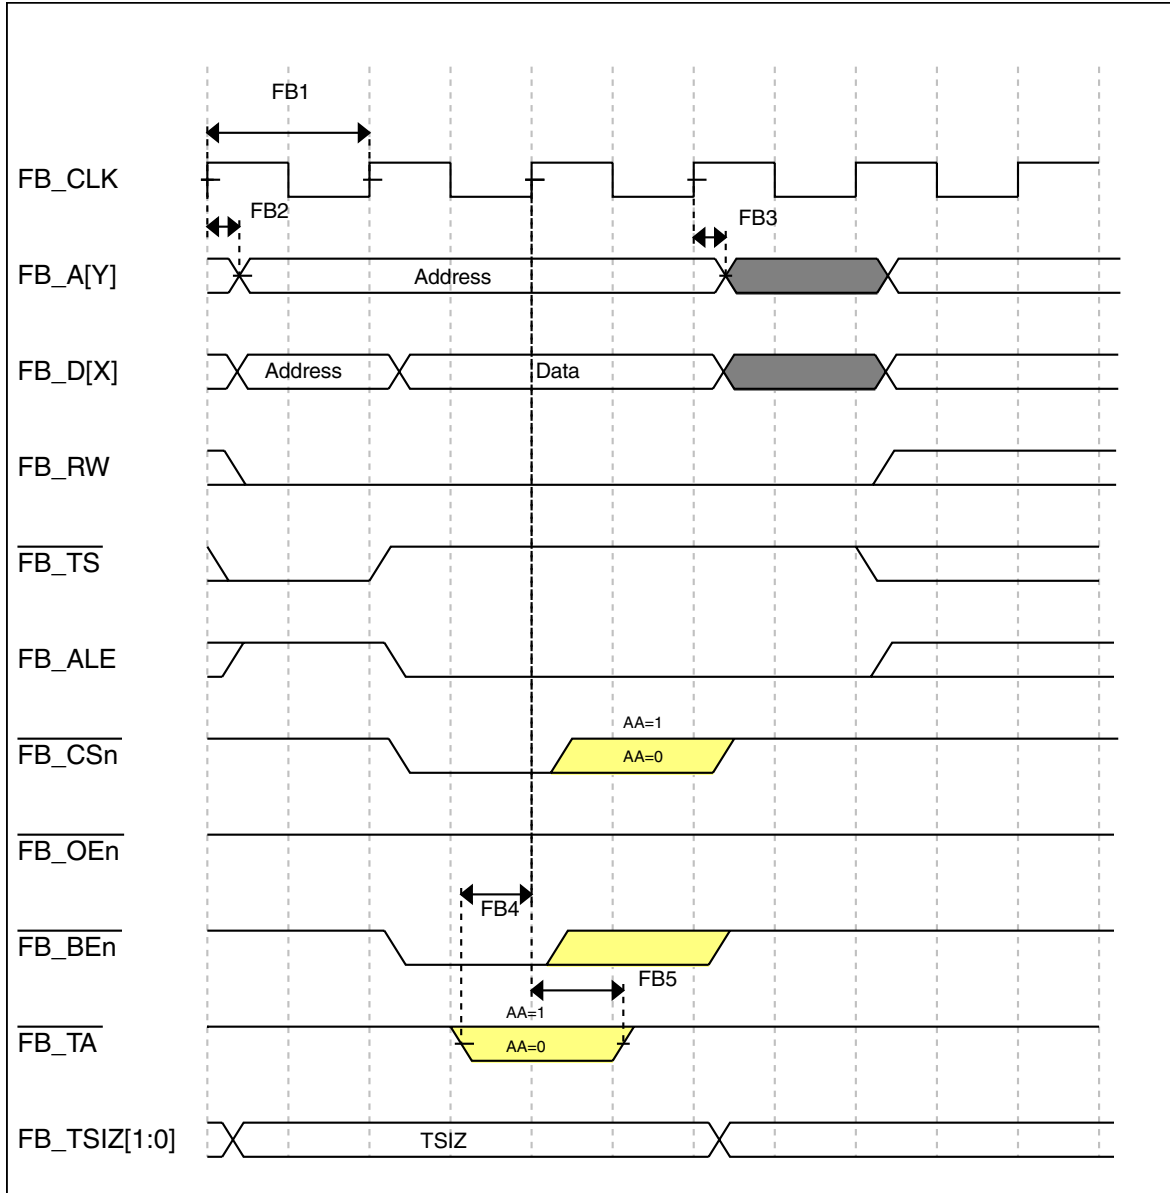 FB1
FB_CLK
FB2
FB3
FB_A[Y]
Address
FB_D[X]
Address
Data
FB_RW
FB_TS
FB_ALE
AA=1
FB_CSn
AA=0
FB_OEn
FB4
FB_BEn
FB5
AA=1
FB_TA
AA=0
FB_TSIZ[1:0]
TSIZ